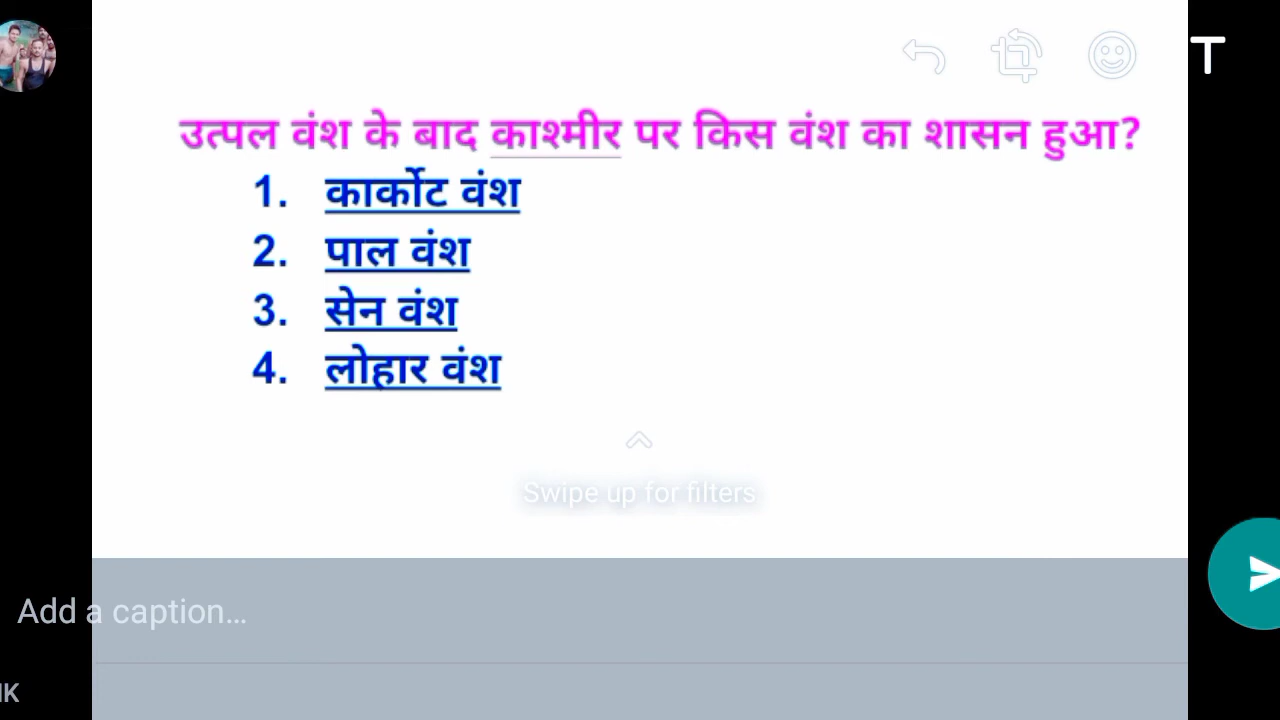 T
उत्पल वंश के बाद काश्मीर पर किस वंश का शासन हुआ?
1. कार्कोट वंश
2. पाल वंश
3. सेन वंश
4. लोहार वंश
Swipe up for filters
Add a caption...